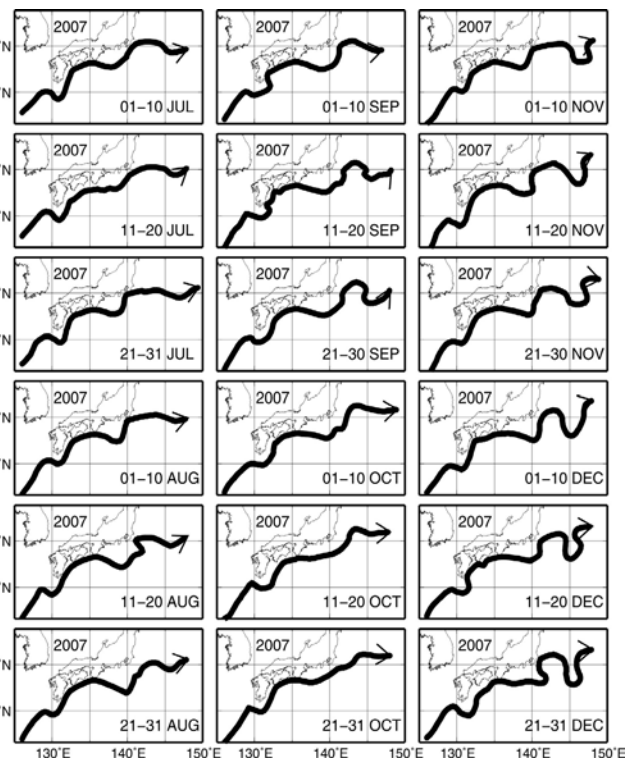 2007 2007 2007
01-10 JUL 01-10 SEP 01-10 NOV
2007 2007 2007
11-20 JUL 11-20 SEP 11-20 NOV
2007 2007 2007
21-31 JUL 21-30 SEP 21-30 NOV
2007 2007 2007
01-10 AUG 01-10 OCT 01-10 DEC
2007 2007 2007
11-20 AUG 11-20 OCT 11-20 DEC
2007 2007 2007
21-31 AUG 21-31 OCT 21-31 DEC
130˚E 140˚E 150˚E 130˚E 140˚E 150˚E 130˚E 140˚E 150˚E